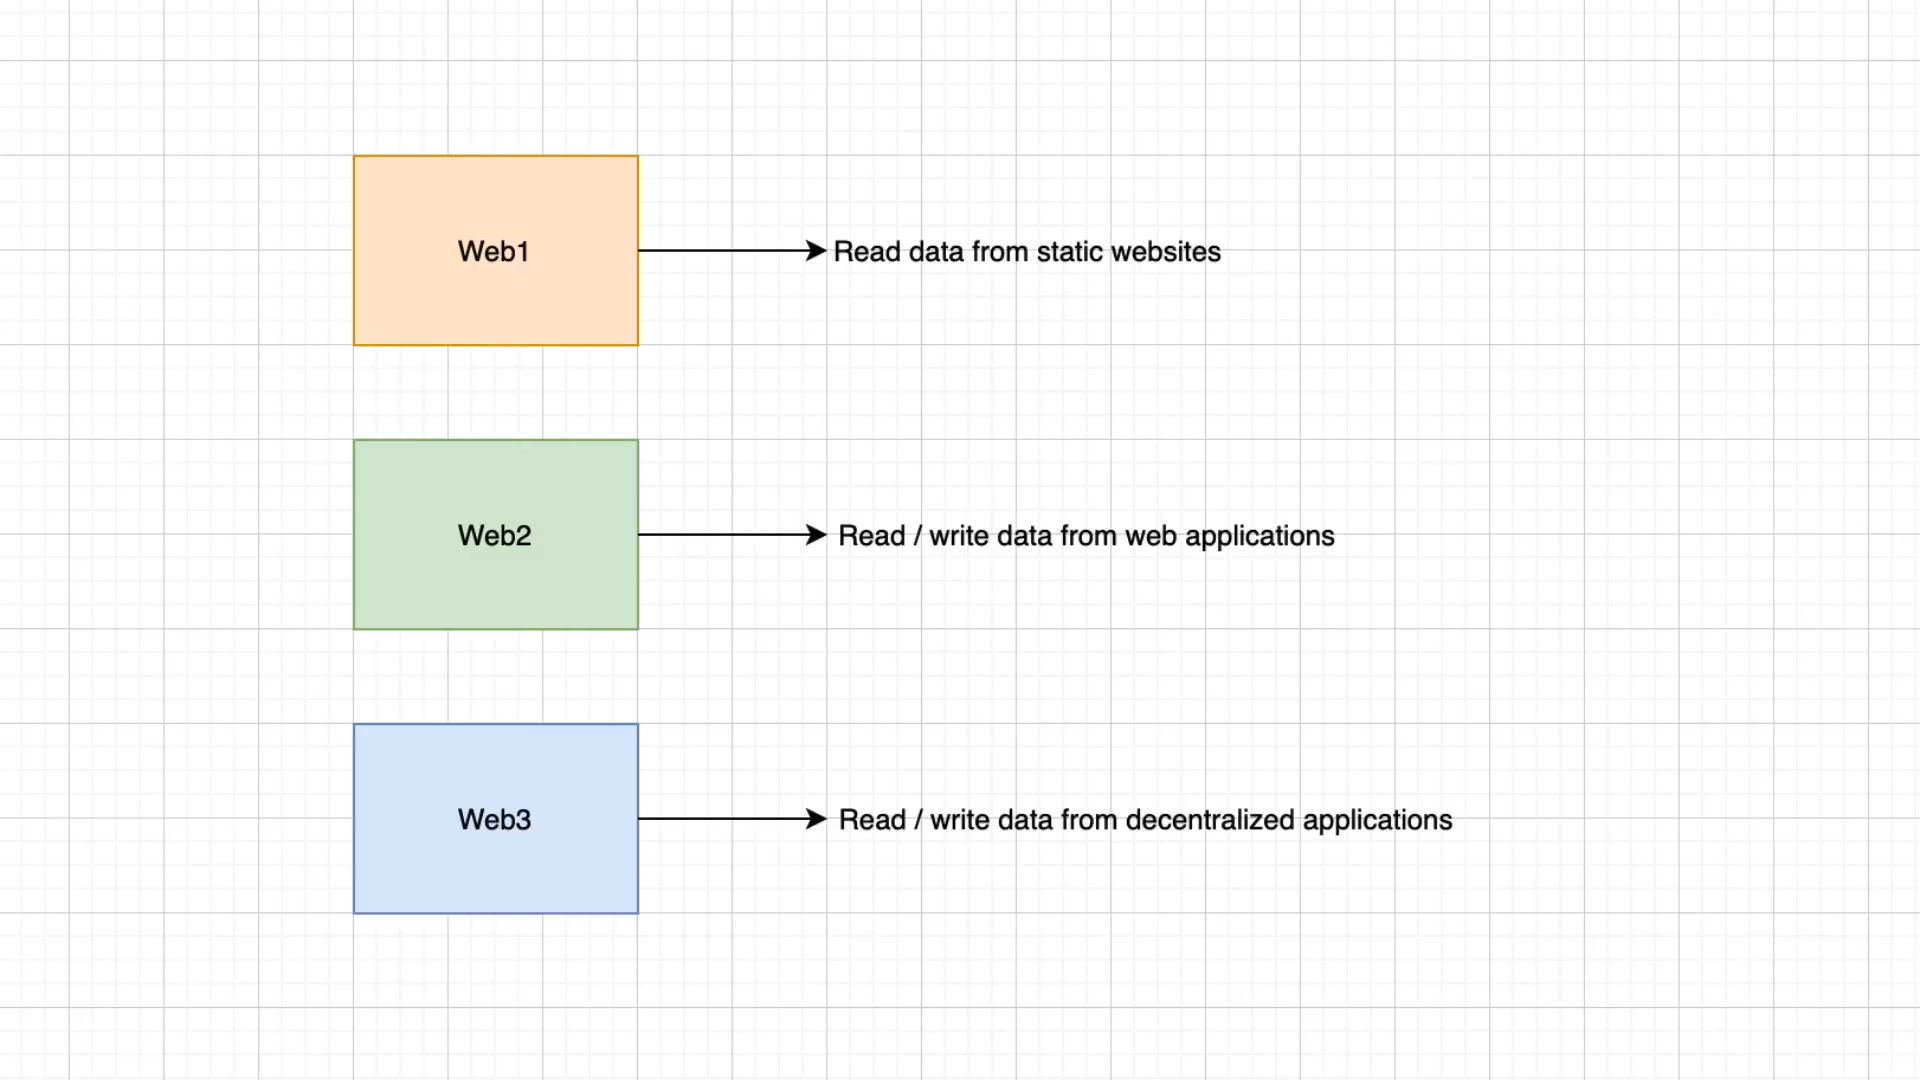 Web1
Read data from static websites
Web2
Read / write data from web applications
Web3
Read / write data from decentralized applications